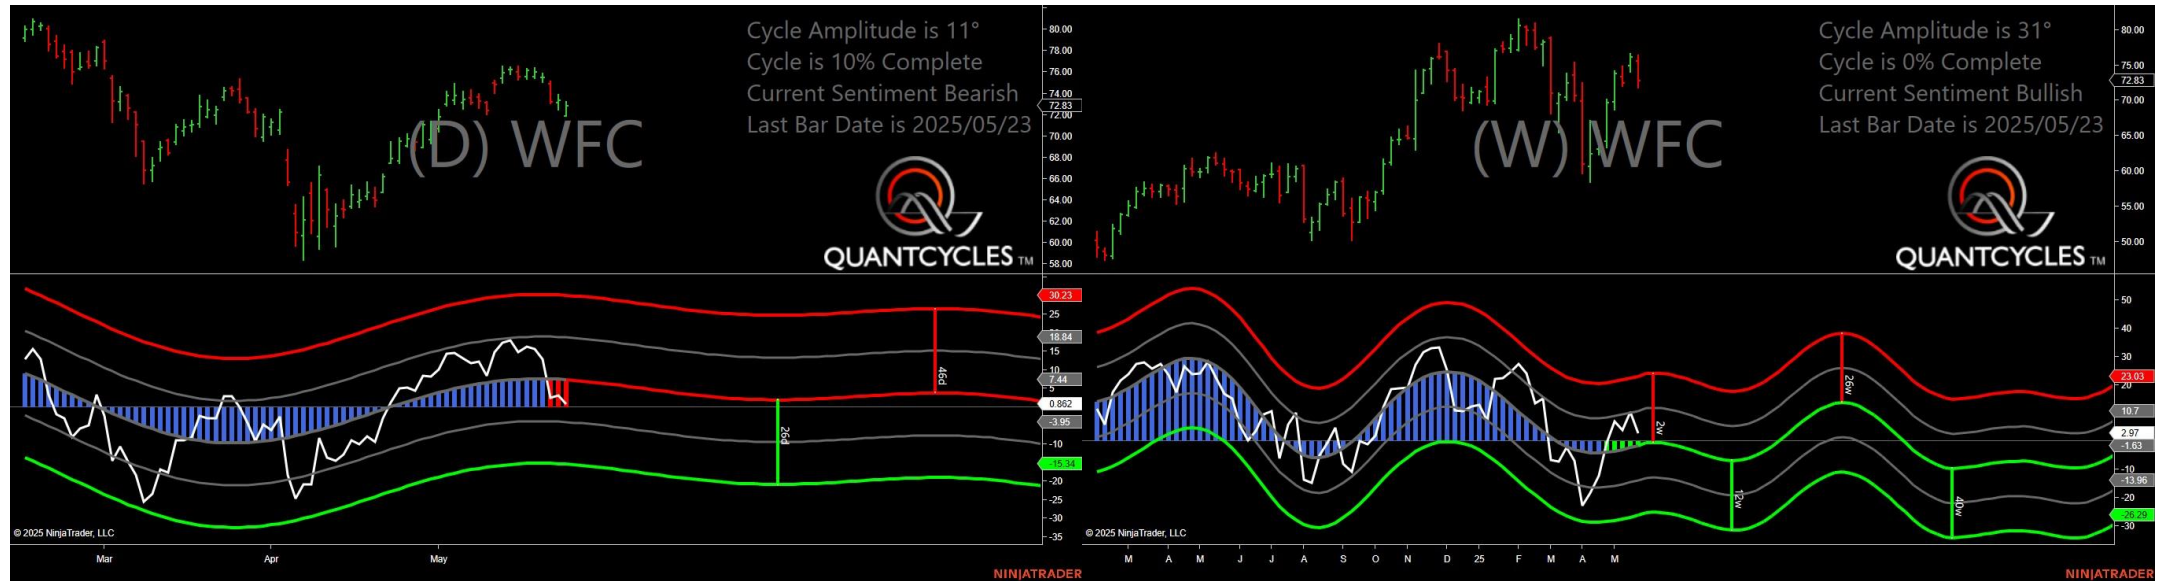 Cycle Amplitude is 11°
Cycle is 10% Complete
Current Sentiment Bearish
Last Bar Date is 2025/05/23
(D) WFC
QUANTCYCLES TM
80.00
78.00
76.00
74.00
72.83
72.00
70.00
68.00
66.00
64.00
62.00
60.00
58.00
30.23
25
18.84
15
10
7.44
5
0.862
-3.95
-10
-15.34
-20
-25
-30
-35
46d
26d
© 2025 NinjaTrader, LLC
Mar Apr May
NINJATRADER
Cycle Amplitude is 31°
Cycle is 0% Complete
Current Sentiment Bullish
Last Bar Date is 2025/05/23
(W) WFC
QUANTCYCLES TM
80.00
75.00
72.83
70.00
65.00
60.00
55.00
50.00
50
40
30
23.03
20
10.7
2.97
-1.63
-10
-13.96
-20
-26.29
-30
2w
26w
12w
40w
© 2025 NinjaTrader, LLC
M A M J J A S O N D 25 F M A M
NINJATRADER